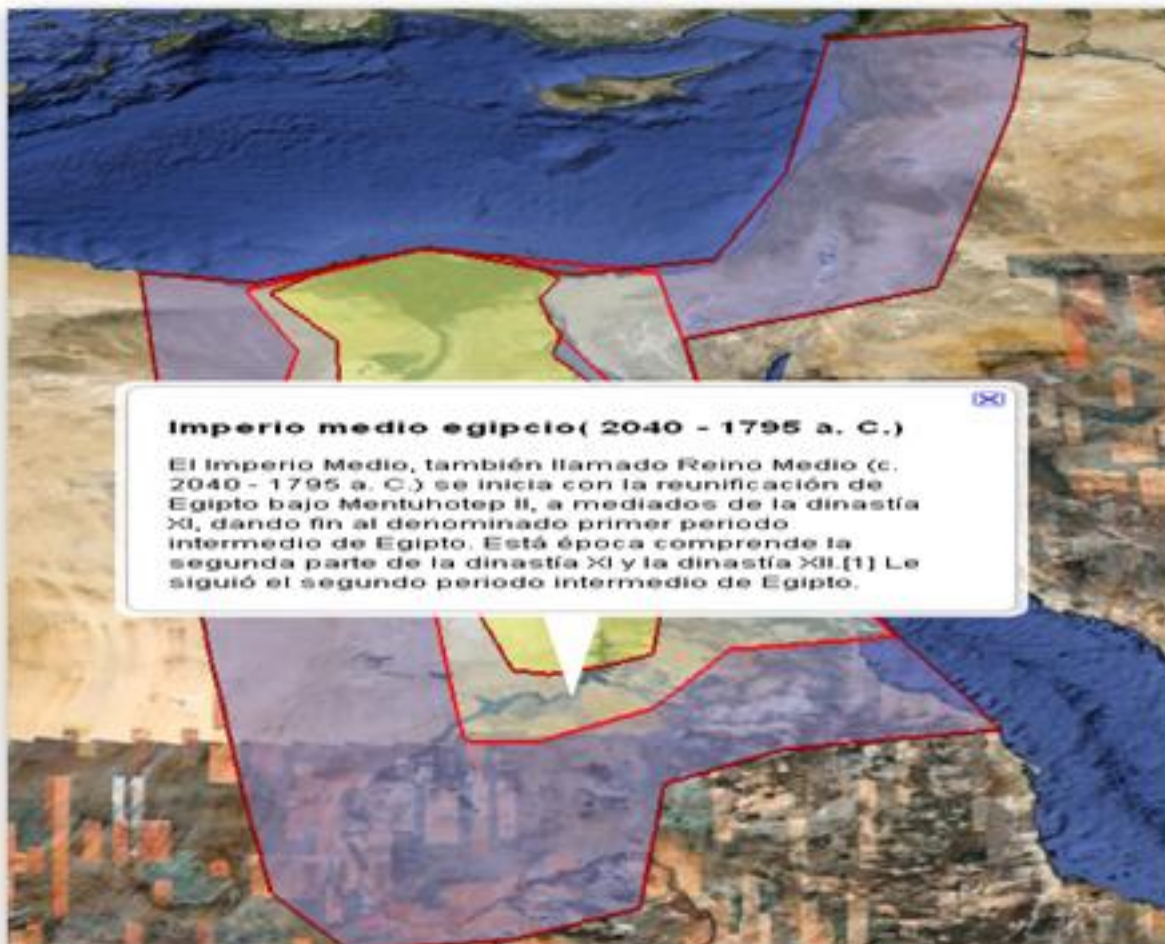 Imperio medio egipcio( 2040 - 1795 a. C.)
El Imperio Medio, también llamado Reino Medio (c.
2040 - 1795 a. C.) se inicia con la reunificación de
Egipto bajo Mentuhotep II, a mediados de la dinastía
XI, dando fin al denominado primer periodo
intermedio de Egipto. Está época comprende la
segunda parte de la dinastía XI y la dinastía XII.[1] Le
siguió el segundo periodo intermedio de Egipto.